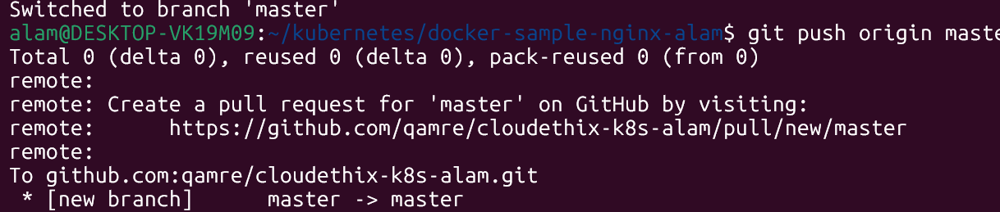 Switched to branch 'master'
alam@DESKTOP-VK19M09:~/kubernetes/docker-sample-nginx-alam$ git push origin maste
Total 0 (delta 0), reused 0 (delta 0), pack-reused 0 (from 0)
remote:
remote: Create a pull request for 'master' on GitHub by visiting:
remote:      https://github.com/qamre/cloudethix-k8s-alam/pull/new/master
remote:
To github.com:qamre/cloudethix-k8s-alam.git
 * [new branch]      master -> master